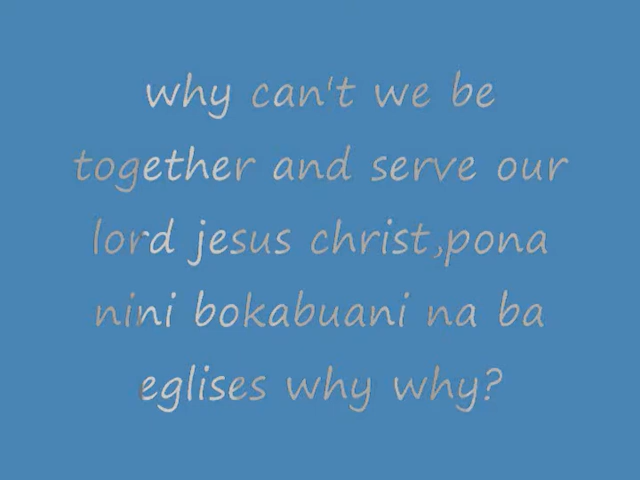 why can't we be
together and serve our
lord jesus christ,pona
nini bokabuani na ba
eglises why why?